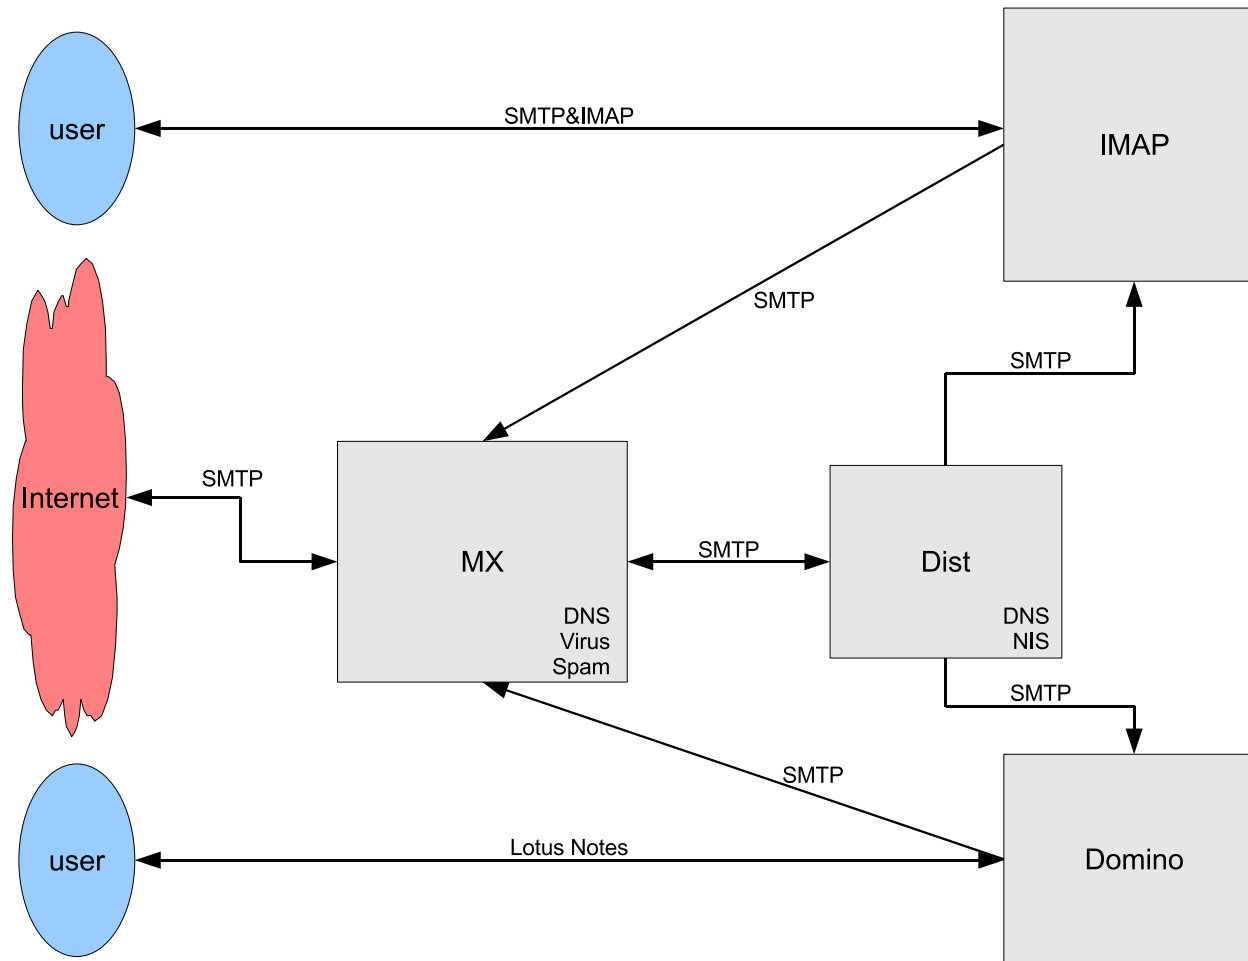 user
SMTP&IMAP
IMAP
SMTP
SMTP
SMTP
Internet
MX
DNS
Virus
Spam
SMTP
Dist
DNS
NIS
SMTP
SMTP
user
Lotus Notes
Domino